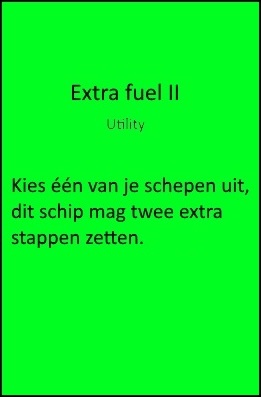 Extra fuel II
Utility
Kies één van je schepen uit,
dit schip mag twee extra
stappen zetten.